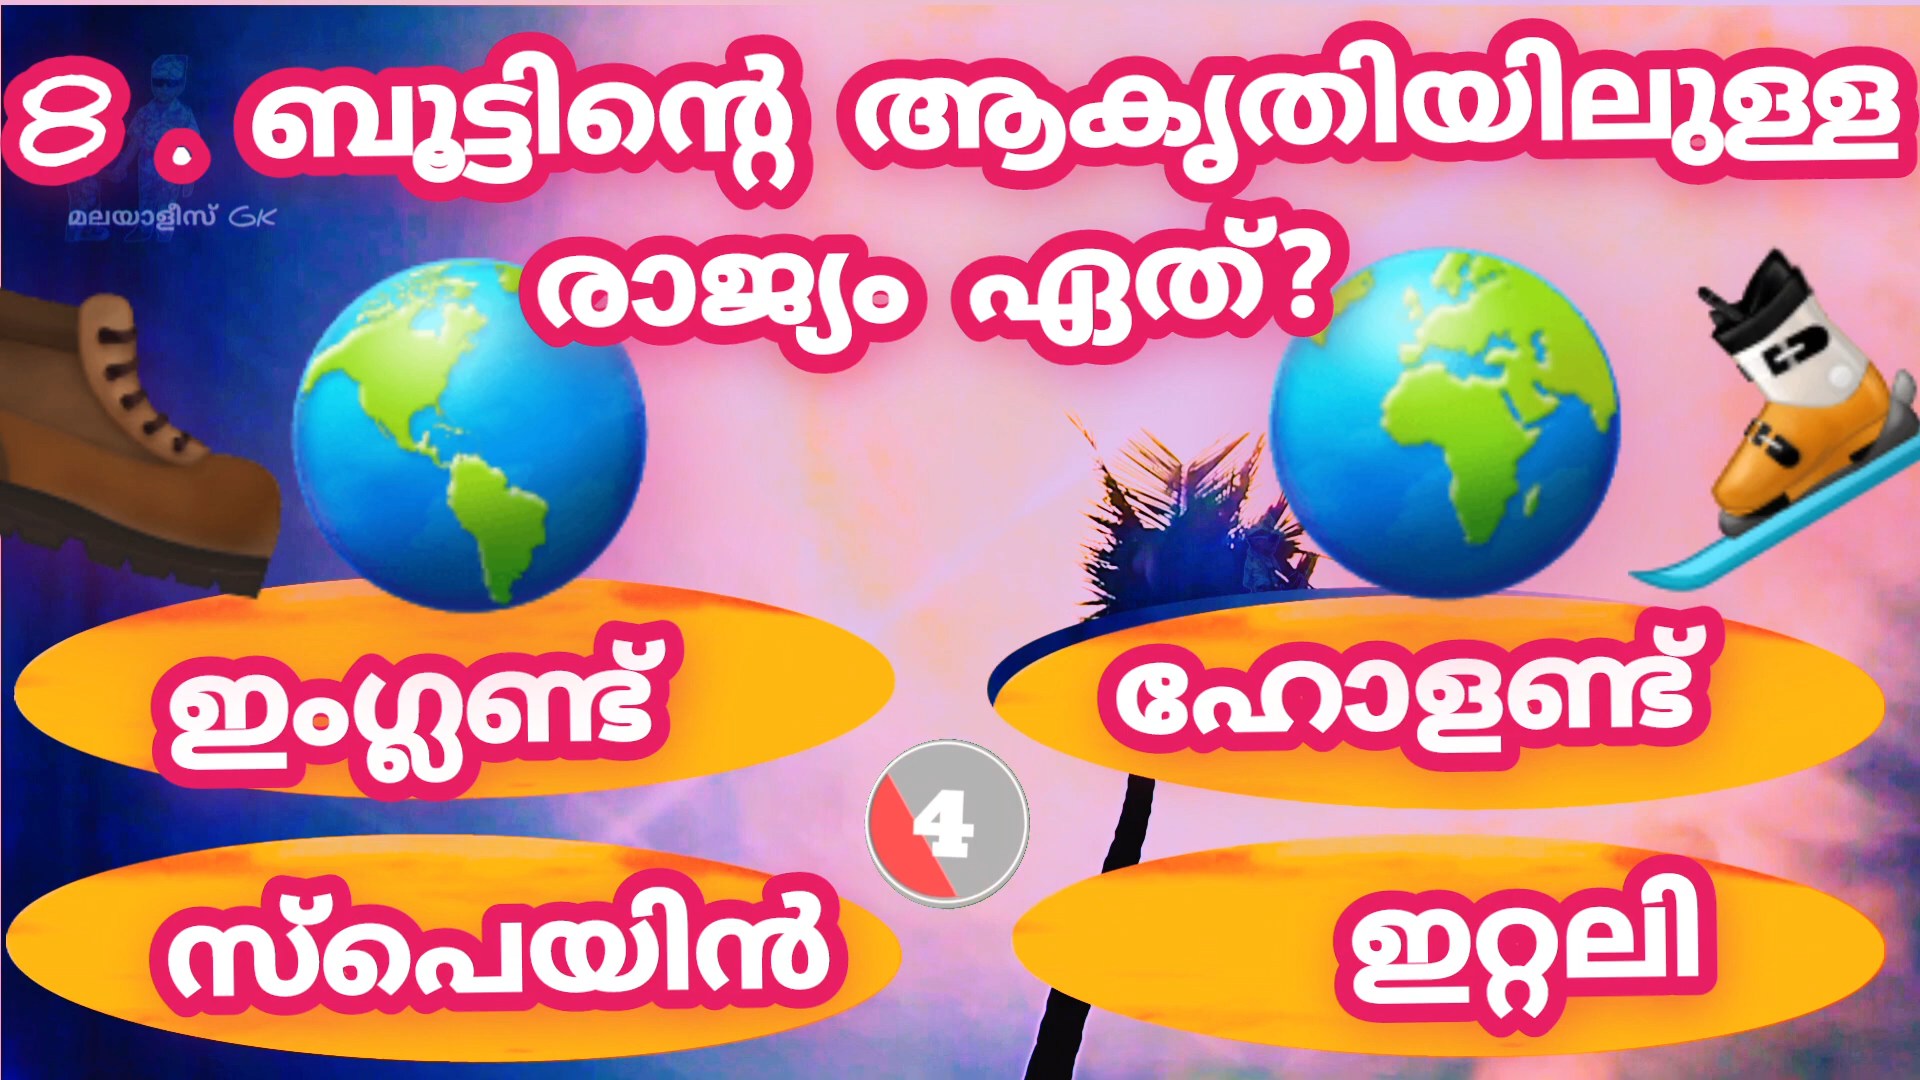 8 . ബൂട്ടിന്റെ ആകൃതിയിലുള്ള
മലയാളീസ് GK
രാജ്യം ഏത്?
ഇംഗ്ലണ്ട്
ഹോളണ്ട്
4
സ്പെയിൻ
ഇറ്റലി